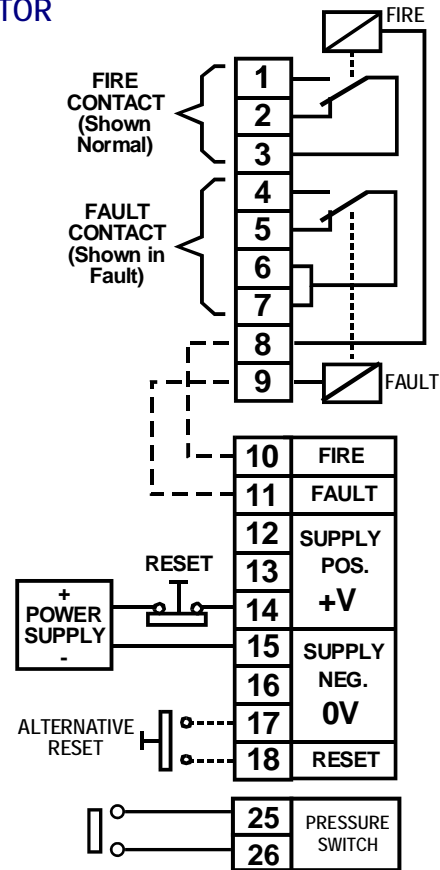 TOR
FIRE
FIRE
CONTACT
(Shown
Normal)
1
2
3
FAULT
CONTACT
(Shown in
Fault)
4
5
6
7
8
9
FAULT
10 FIRE
11 FAULT
12
13
14
SUPPLY
POS.
+V
RESET
+
POWER
SUPPLY
-
15
16
17
SUPPLY
NEG.
0V
ALTERNATIVE
RESET
18 RESET
25
26
PRESSURE
SWITCH